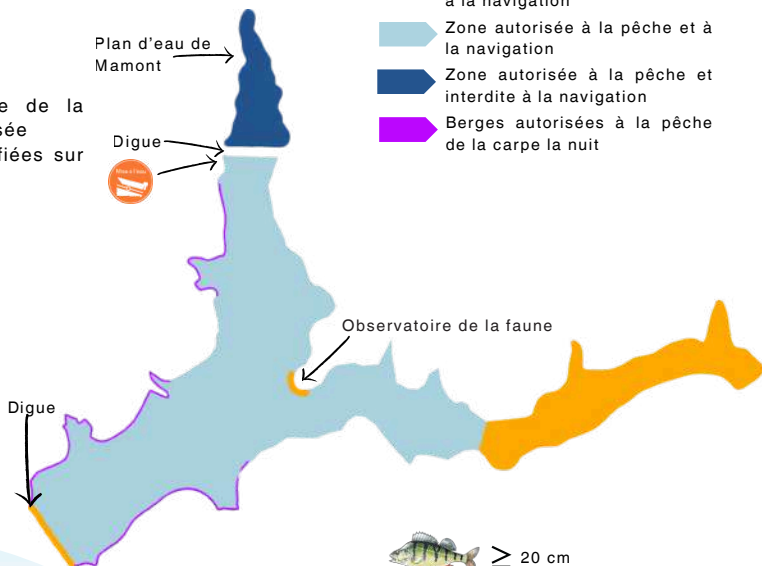 à la navigation
Zone autorisée à la pêche et à
la navigation
Zone autorisée à la pêche et
interdite à la navigation
Berges autorisées à la pêche
de la carpe la nuit
Plan d'eau de
Mamont
e de la
sée
fiées sur
Digue
Observatoire de la faune
Digue
≥ 20 cm